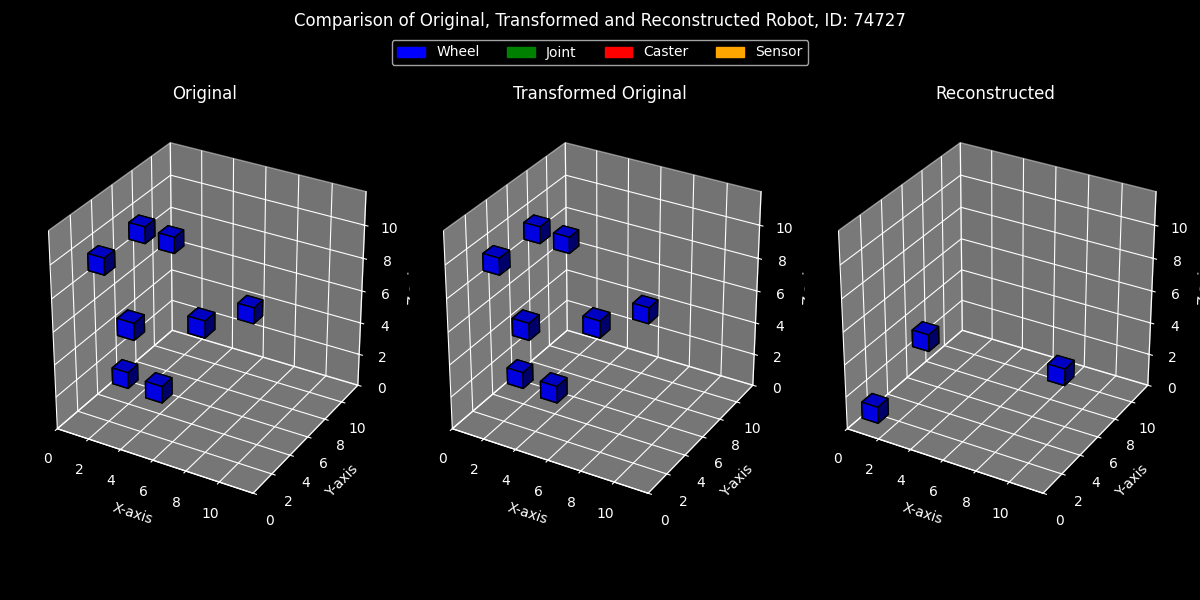 Comparison of Original, Transformed and Reconstructed Robot, ID: 74727
Wheel Joint Caster Sensor
Original Transformed Original Reconstructed
0 2 4 6 8 10
X-axis
0 2 4 6 8 10
Y-axis
0 2 4 6 8 10
0 2 4 6 8 10
X-axis
0 2 4 6 8 10
Y-axis
0 2 4 6 8 10
0 2 4 6 8 10
X-axis
0 2 4 6 8 10
Y-axis
0 2 4 6 8 10